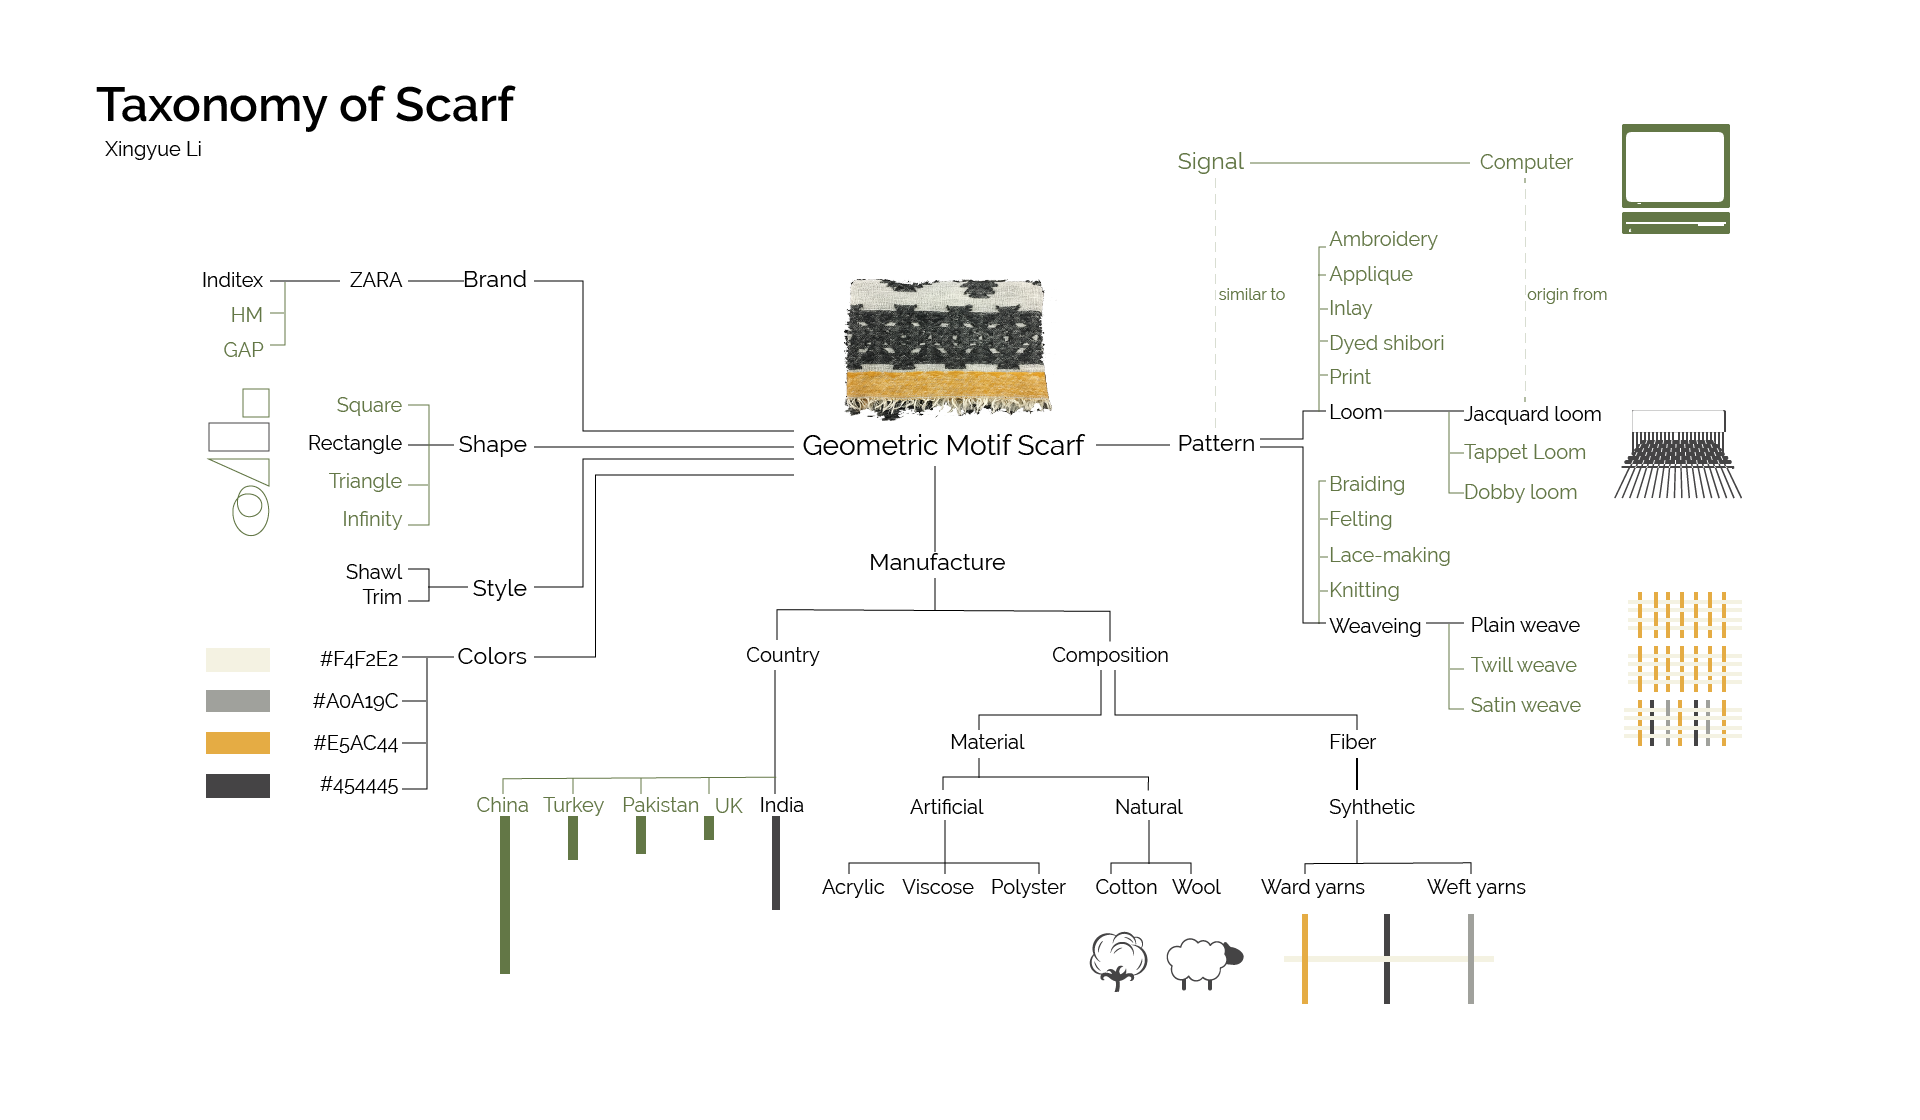 Taxonomy of Scarf
Xingyue Li
Signal
Computer
similar to
origin from
Inditex
ZARA
Brand
HM
GAP
Square
Rectangle
Shape
Triangle
Infinity
Shawl
Trim
Style
#F4F2E2
Colors
#A0A19C
#E5AC44
#454445
Geometric Motif Scarf
Pattern
Ambroidery
Applique
Inlay
Dyed shibori
Print
Loom
Jacquard loom
Tappet Loom
Dobby loom
Braiding
Felting
Lace-making
Knitting
Weaveing
Plain weave
Twill weave
Satin weave
Manufacture
Country
Composition
China
Turkey
Pakistan
UK
India
Material
Fiber
Artificial
Natural
Syhthetic
Acrylic
Viscose
Polyster
Cotton
Wool
Ward yarns
Weft yarns